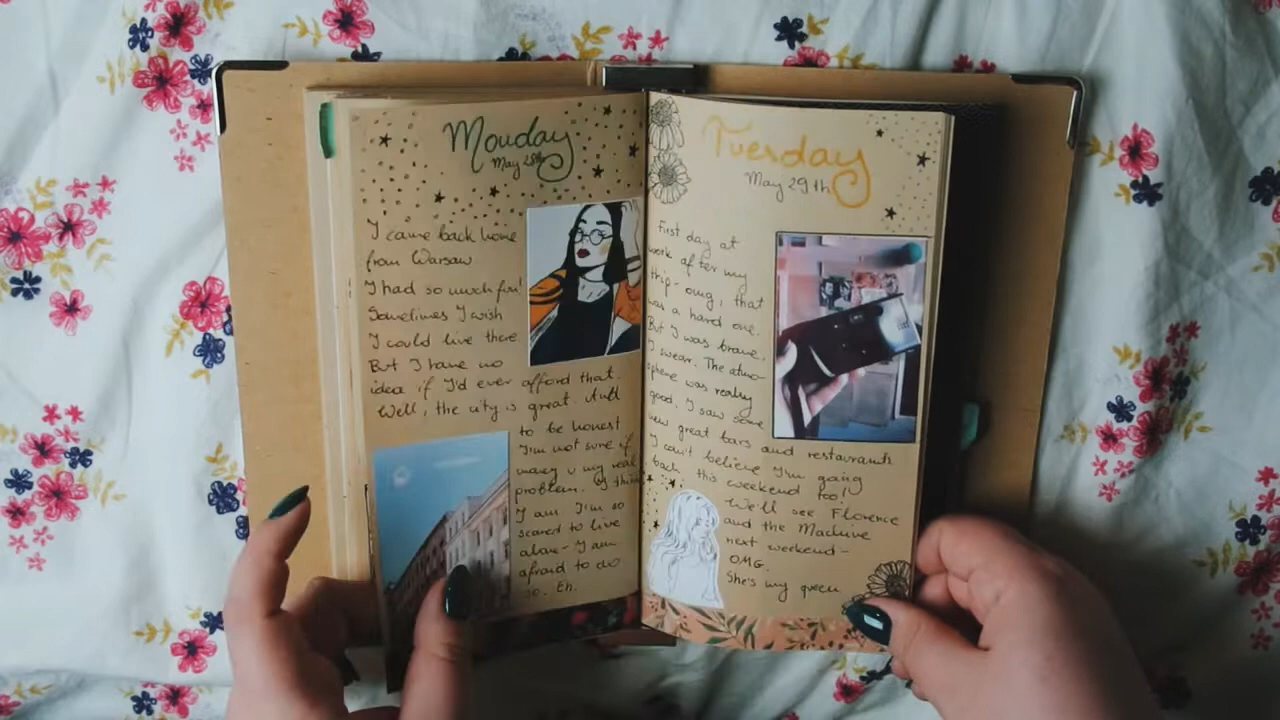 Monday
May 28th
I came back home
from Warsaw
I had so much fun!
Sometimes I wish
I could live there
But I have no
idea if I'd ever afford that.
Well, the city is great. And
to be honest
I'm not sure if
money is my real
problem. I think
I am. I'm so
scared to live
alone - I am
afraid to do
so. Eh.
Tuesday
May 29th
First day at
work after my
thip - omg, that
was a hard one.
But I was brave,
I swear. The atmo-
sphere was really
good. I saw some
new great bars and restaurants
I can't believe I'm going
back this weekend too!
We'll see Florence
and the Machine
next weekend -
OMG.
She's my queen